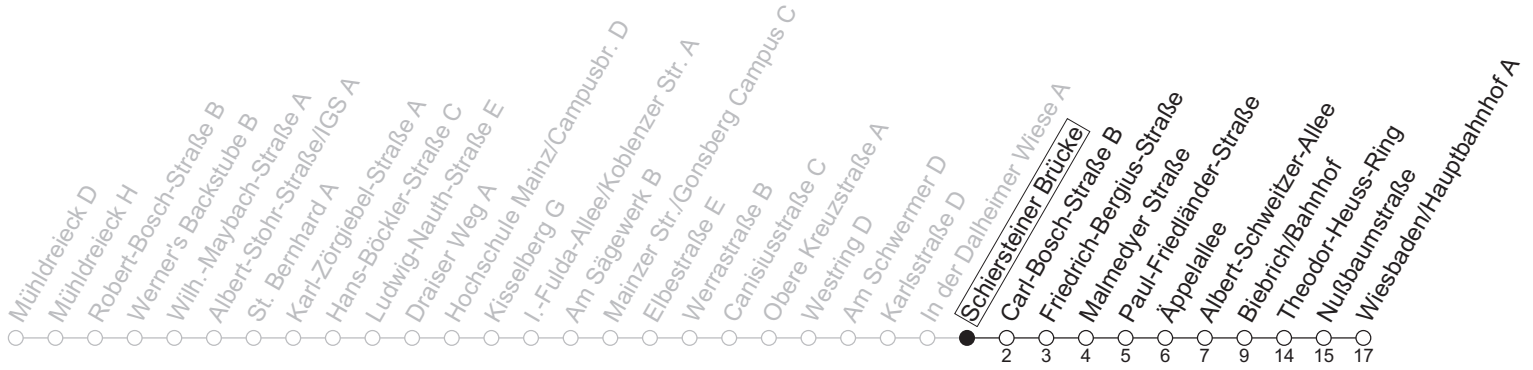 Mühldreieck D
Mühldreieck H
Robert-Bosch-Straße B
Werner's Backstube B
Wilh.-Maybach-Straße A
Albert-Stohr-Straße/IGS A
St. Bernhard A
Karl-Zörgiebel-Straße A
Hans-Böckler-Straße C
Ludwig-Nauth-Straße E
Draiser Weg A
Hochschule Mainz/Campusbr. D
Kisselberg G
I.-Fulda-Allee/Koblenzer Str. A
Am Sägewerk B
Mainzer Str./Gonsberg Campus C
Elbestraße E
Werrastraße B
Canisiusstraße C
Obere Kreuzstraße A
Westring D
Am Schwermer D
Karlsstraße D
In der Dalheimer Wiese A
Schiersteiner Brücke
Carl-Bosch-Straße B
Friedrich-Bergius-Straße
Malmedyer Straße
Paul-Friedländer-Straße
Äppelallee
Albert-Schweitzer-Allee
Biebrich/Bahnhof
Theodor-Heuss-Ring
Nußbaumstraße
Wiesbaden/Hauptbahnhof A
2 3 4 5 6 7 9 14 15 17